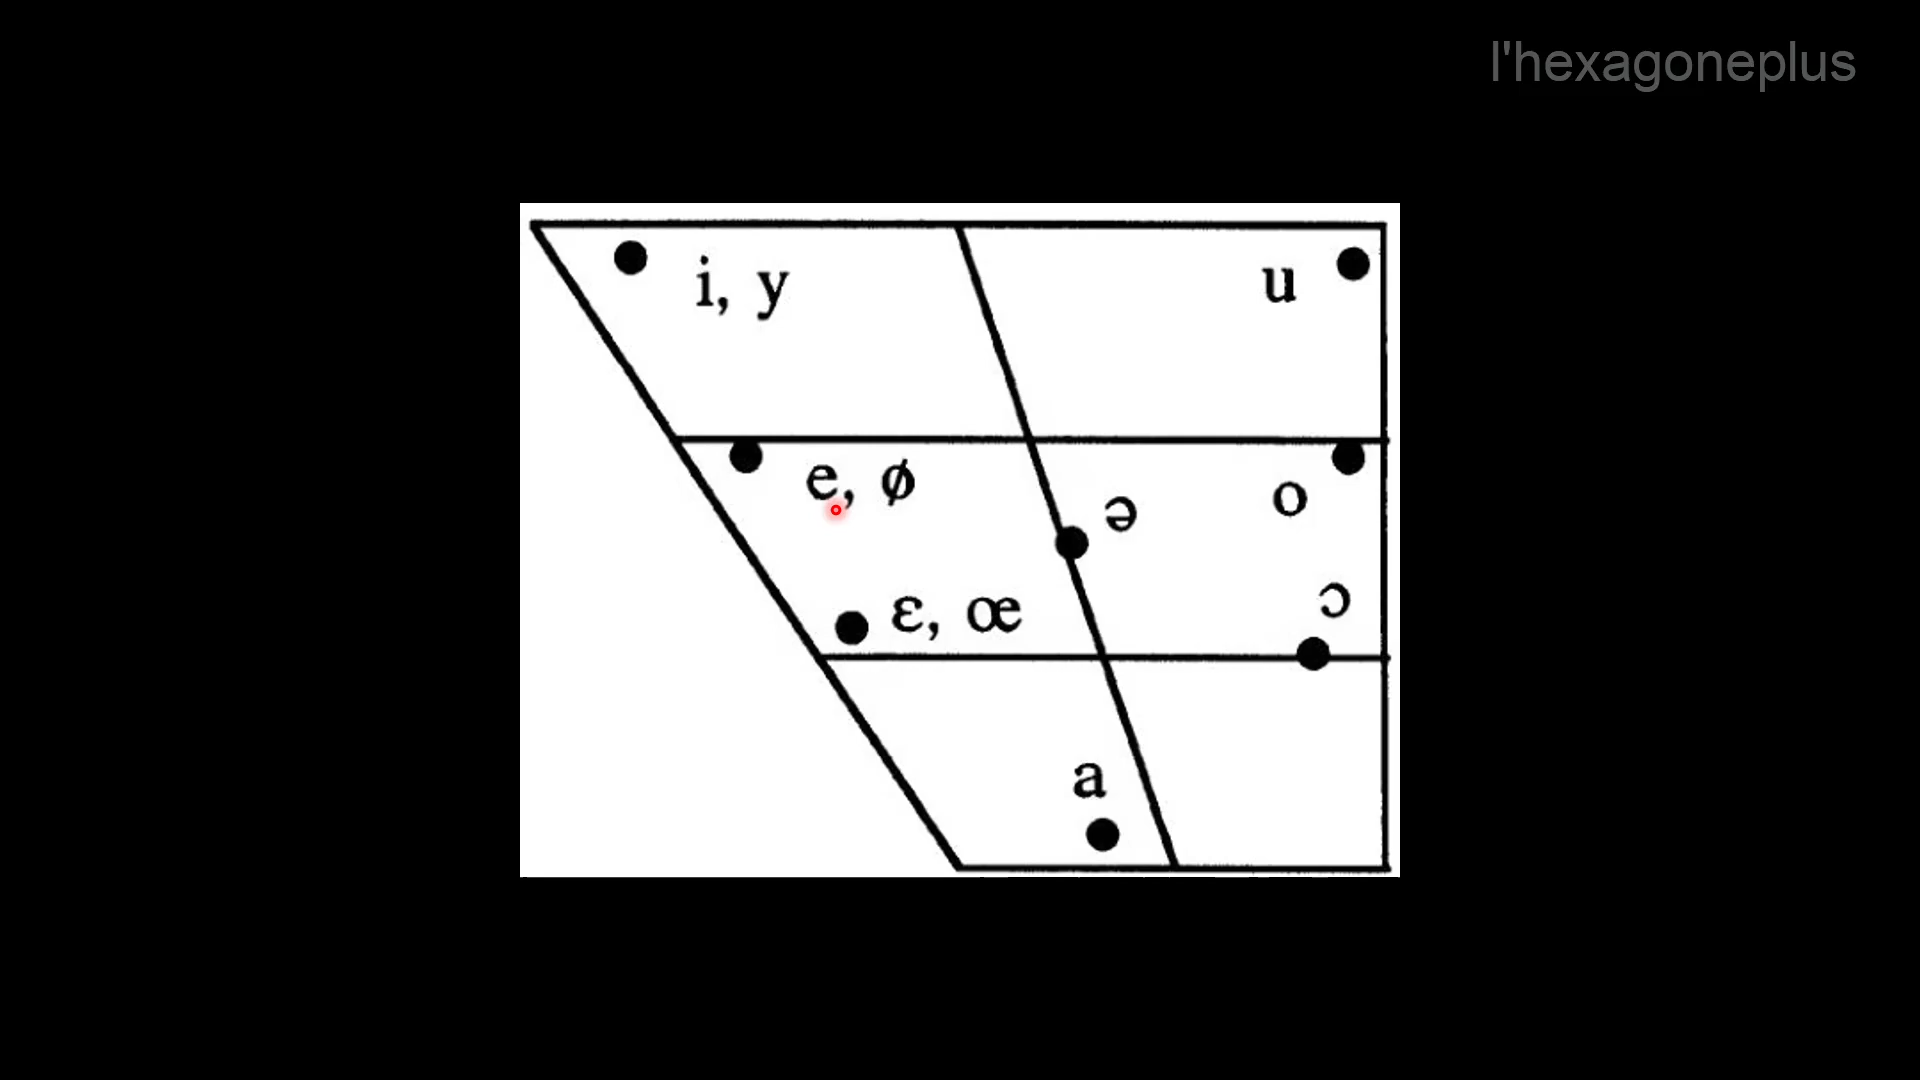 l'hexagoneplus
i, y
u
e, ø
o
ə
ɛ, œ
ɔ
a